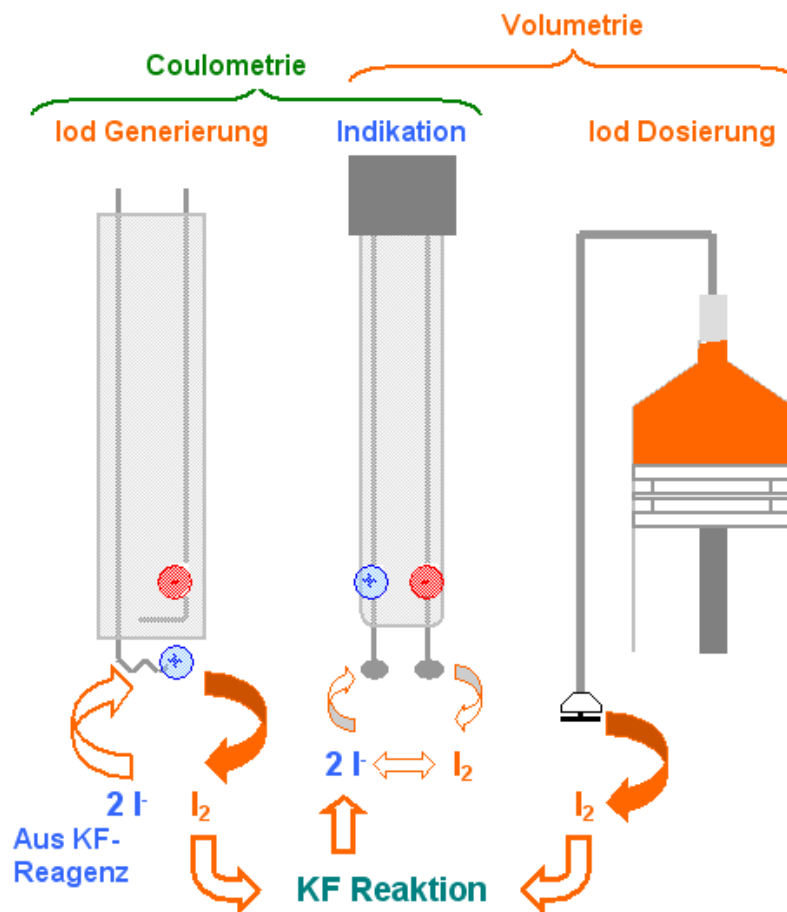 Volumetrie
Coulometrie
Iod Generierung
Indikation
Iod Dosierung
-
+
-
+
2 I⁻
I₂
2 I⁻
I₂
I₂
Aus KF-
Reagenz
KF Reaktion